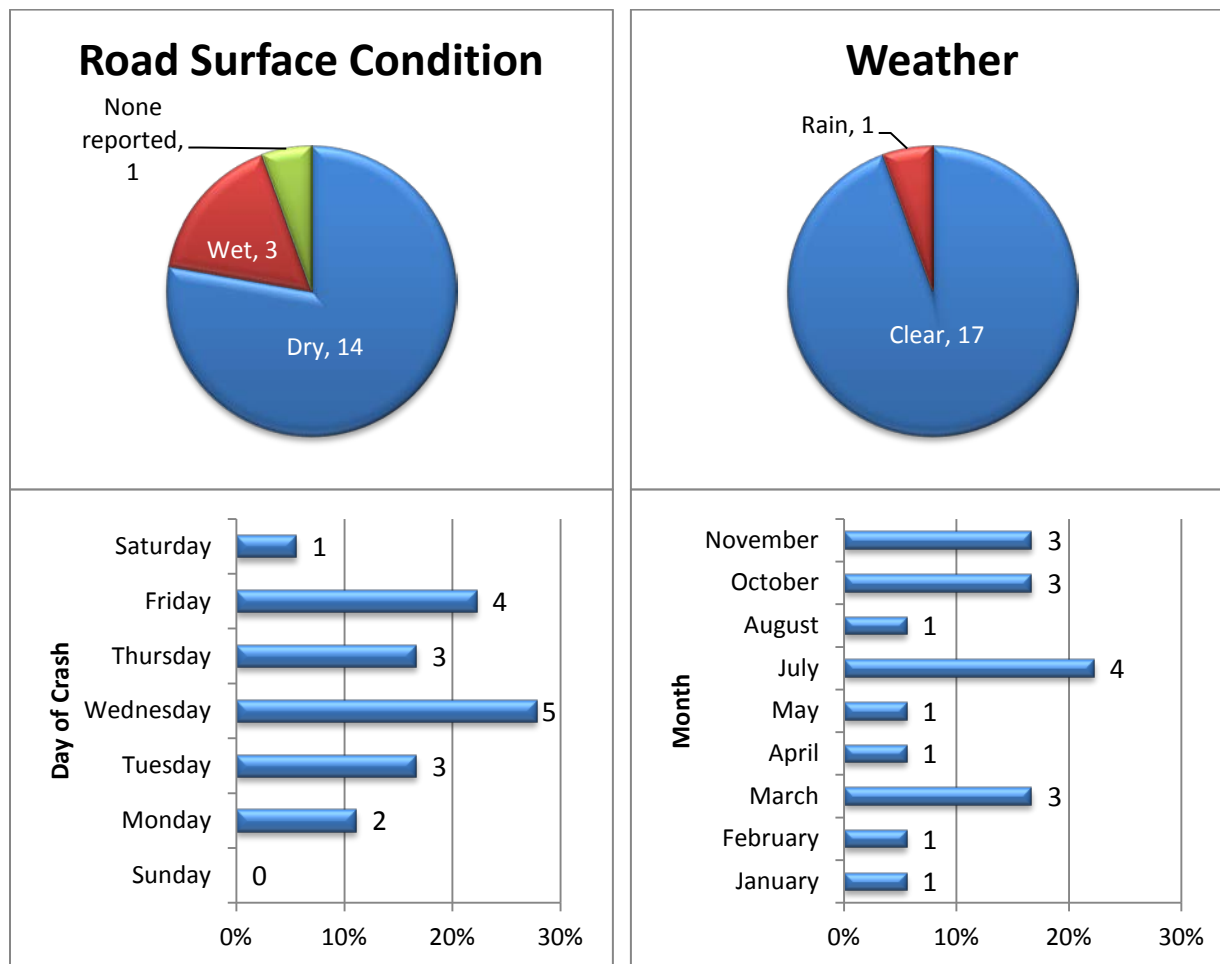 Road Surface Condition
None
reported,
1
Wet, 3
Dry, 14
Weather
Rain, 1
Clear, 17
Day of Crash
Saturday 1
Friday 4
Thursday 3
Wednesday 5
Tuesday 3
Monday 2
Sunday 0
0% 10% 20% 30%
Month
November 3
October 3
August 1
July 4
May 1
April 1
March 3
February 1
January 1
0% 10% 20% 30%